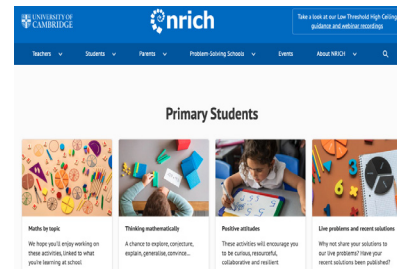 UNIVERSITY OF
CAMBRIDGE
nrich
Take a look at our Low Threshold High Ceiling
guidance and webinar recordings
Teachers
Students
Parents
Problem-Solving Schools
Events
About NRICH
Primary Students
Maths by topic
We hope you'll enjoy working on
these activities, linked to what
you're learning at school.
Thinking mathematically
A chance to explore, conjecture,
explain, generalise, convince...
Positive attitudes
These activities will encourage you
to be curious, resourceful,
collaborative and resilient
Live problems and recent solutions
Why not share your solutions to
our live problems? Have your
recent solutions been published?